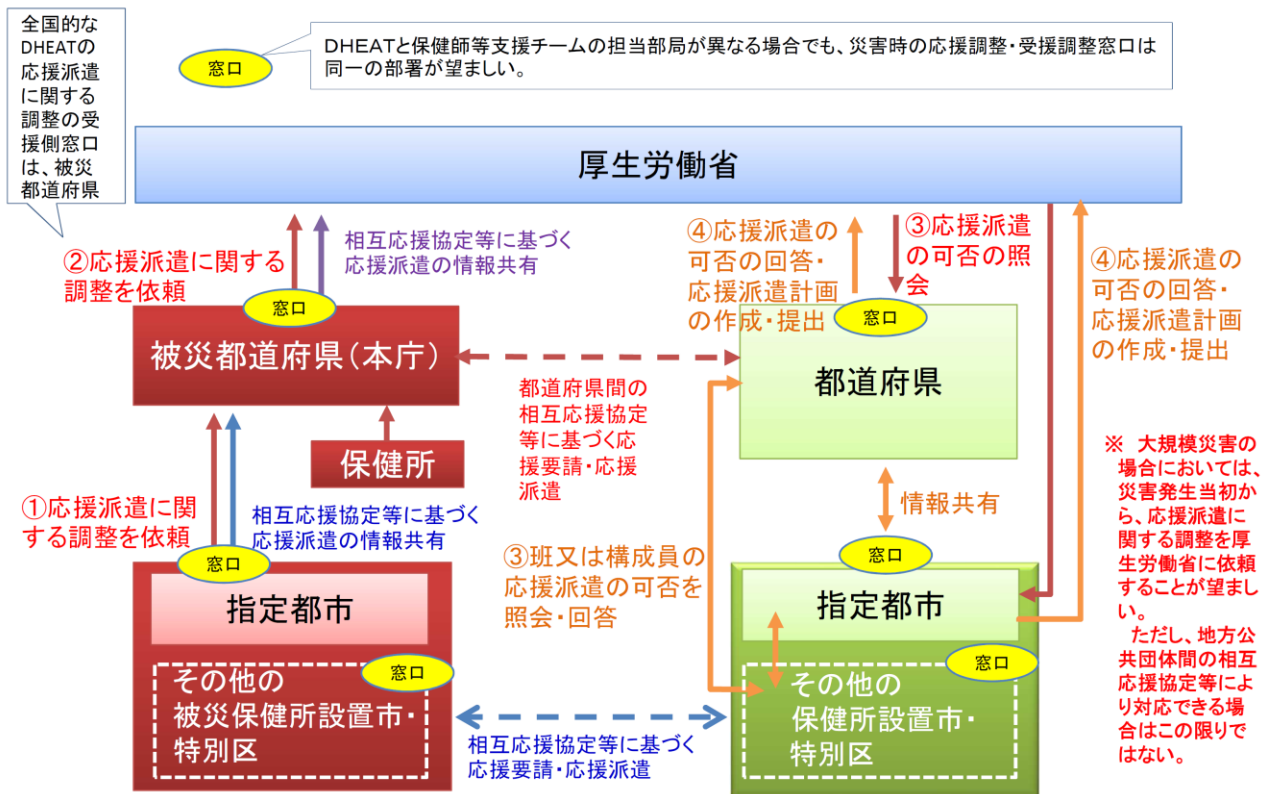 全国的な
DHEATの
応援派遣
に関する
調整の受
援側窓口
は、被災
都道府県
窓口
DHEATと保健師等支援チームの担当部局が異なる場合でも、災害時の応援調整・受援調整窓口は
同一の部署が望ましい。
厚生労働省
②応援派遣に関する
調整を依頼
相互応援協定等に基づく
応援派遣の情報共有
④応援派遣の
可否の回答・
応援派遣計画
の作成・提出
③応援派遣
の可否の照
会
④応援派遣の
可否の回答・
応援派遣計画
の作成・提出
窓口
被災都道府県(本庁)
窓口
都道府県
都道府県間の
相互応援協定
等に基づく応
援要請・応援
派遣
保健所
①応援派遣に関
する調整を依頼
相互応援協定等に基づく
応援派遣の情報共有
情報共有
③班又は構成員の
応援派遣の可否を
照会・回答
※ 大規模災害の
場合においては、
災害発生当初か
ら、応援派遣に
関する調整を厚
生労働省に依頼
することが望まし
い。
ただし、地方公
共団体間の相互
応援協定等によ
り対応できる場
合はこの限りで
はない。
窓口
指定都市
窓口
その他の
被災保健所設置市・
特別区
窓口
指定都市
窓口
その他の
保健所設置市・
特別区
相互応援協定等に基づく
応援要請・応援派遣